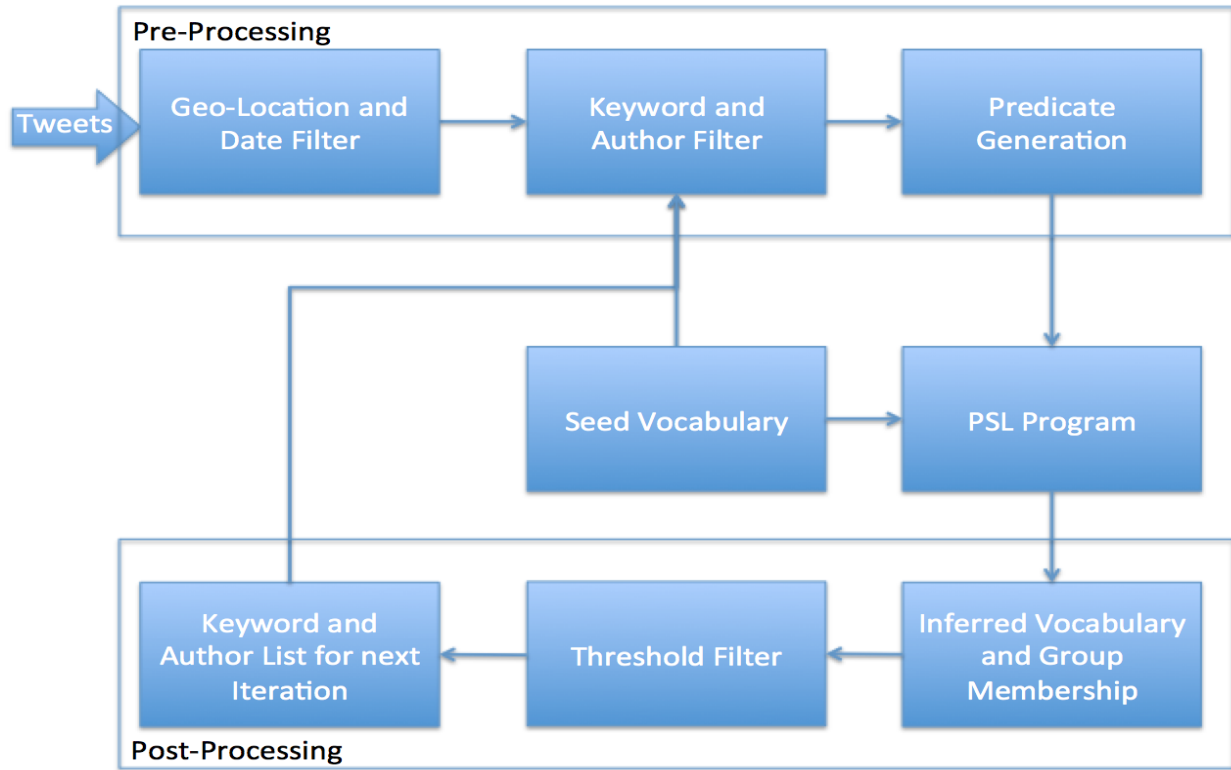 Pre-Processing
Tweets
Geo-Location and
Date Filter
Keyword and
Author Filter
Predicate
Generation
Seed Vocabulary
PSL Program
Keyword and
Author List for next
Iteration
Threshold Filter
Inferred Vocabulary
and Group
Membership
Post-Processing